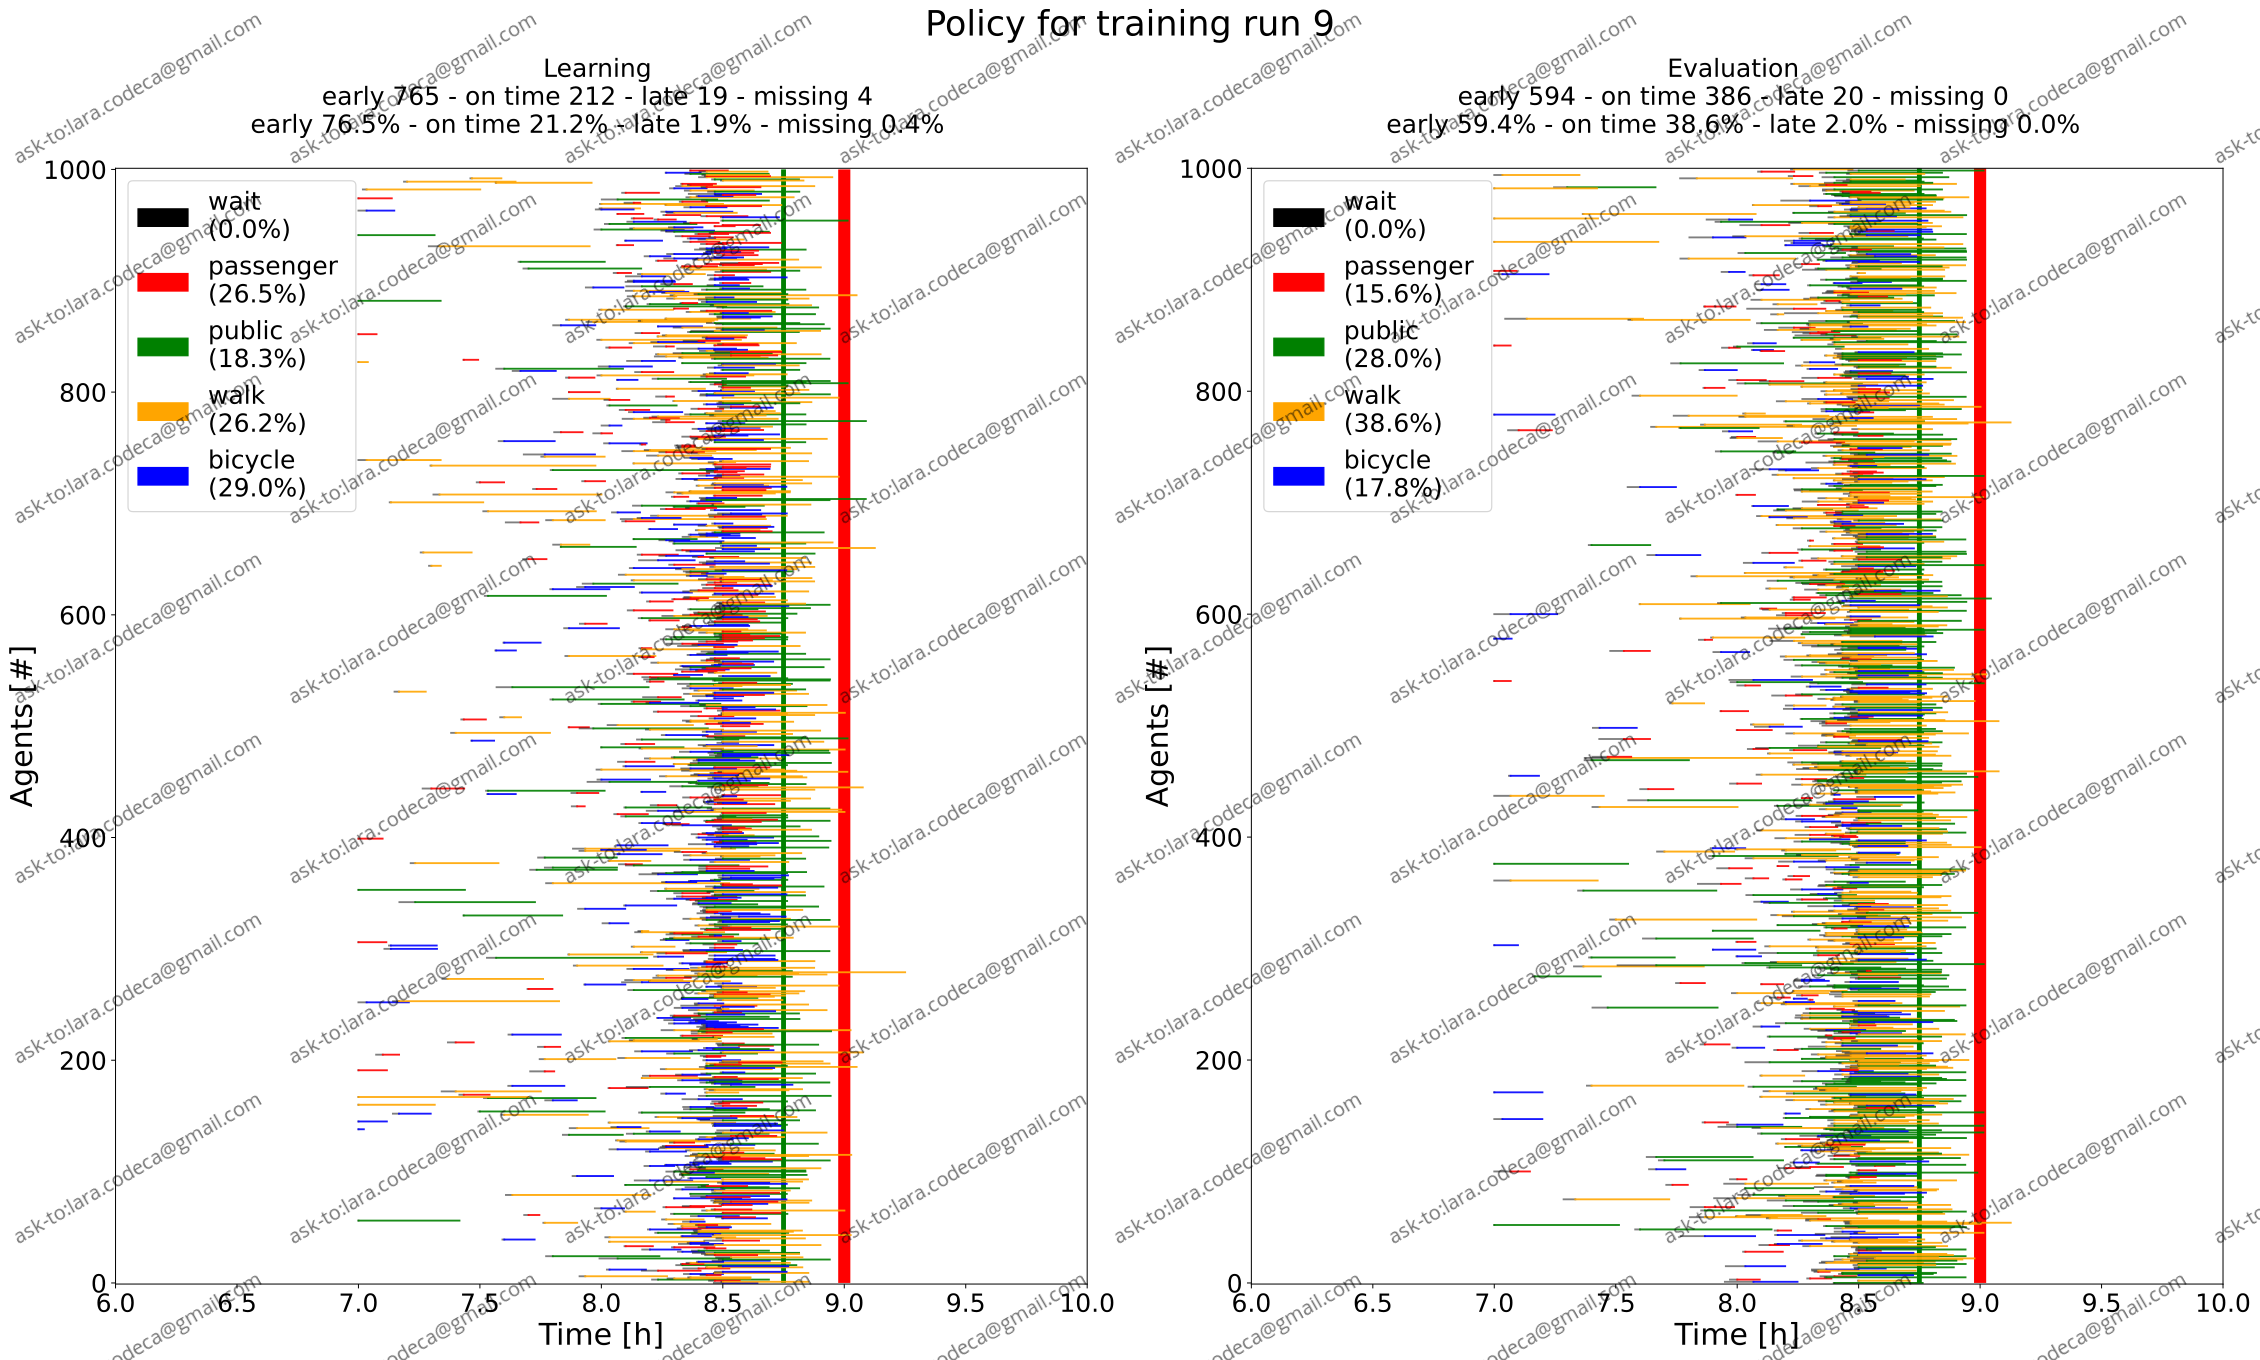 Policy for training run 9
Learning
early 765 - on time 212 - late 19 - missing 4
early 76.5% - on time 21.2% - late 1.9% - missing 0.4%
1000
800
600
400
200
0
Agents [#]
wait
(0.0%)
passenger
(26.5%)
public
(18.3%)
walk
(26.2%)
bicycle
(29.0%)
6.0 6.5 7.0 7.5 8.0 8.5 9.0 9.5 10.0
Time [h]
Evaluation
early 594 - on time 386 - late 20 - missing 0
early 59.4% - on time 38.6% - late 2.0% - missing 0.0%
1000
800
600
400
200
0
Agents [#]
wait
(0.0%)
passenger
(15.6%)
public
(28.0%)
walk
(38.6%)
bicycle
(17.8%)
6.0 6.5 7.0 7.5 8.0 8.5 9.0 9.5 10.0
Time [h]
ask-to:lara.codeca@gmail.com